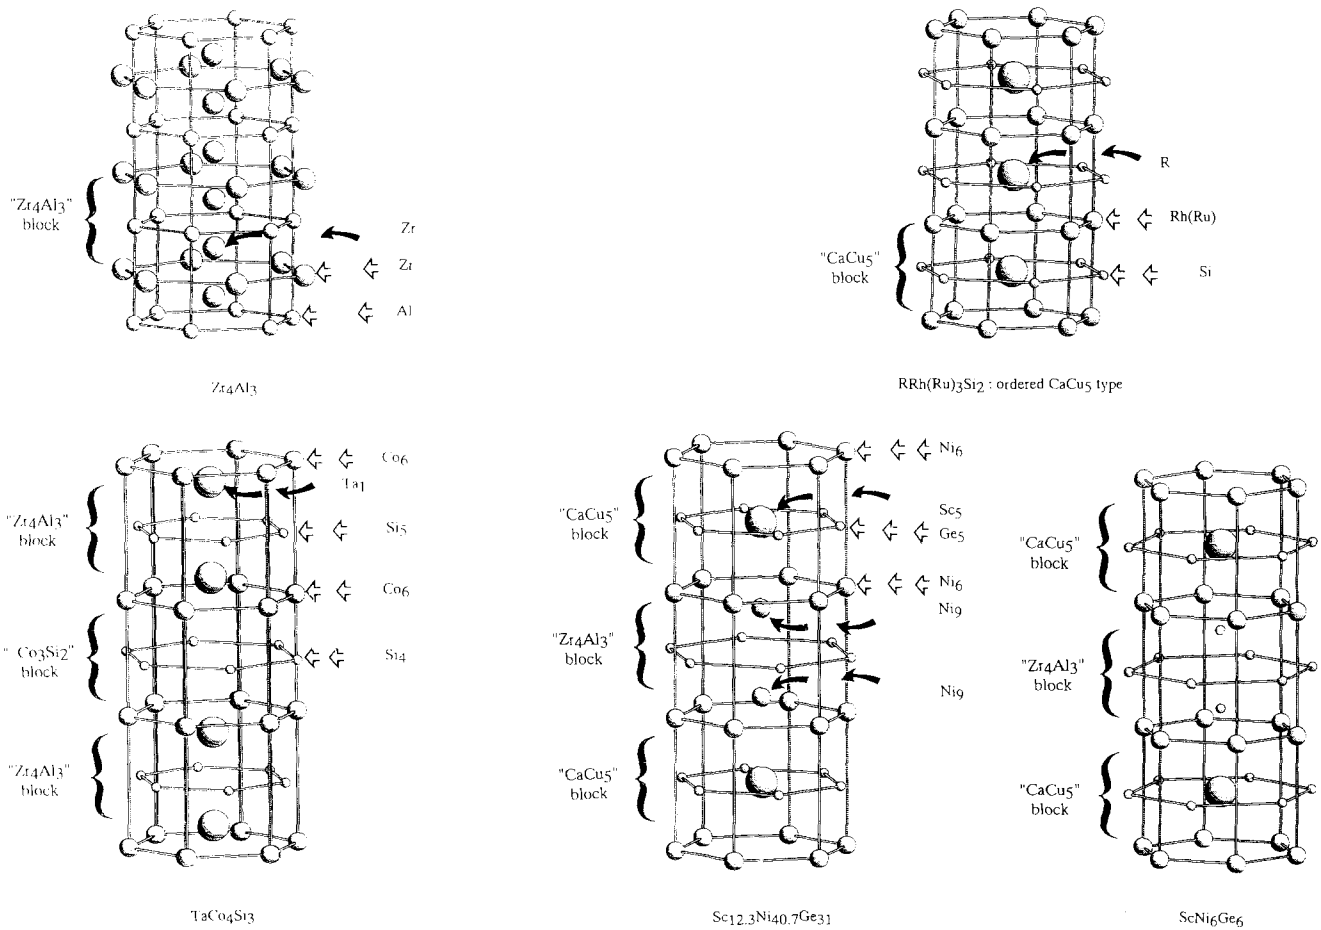 "Zr4Al3"
block
Zr
Zr
Al
Zr4Al3
"CaCu5"
block
R
Rh(Ru)
Si
RRh(Ru)3Si2 : ordered CaCu5 type
"Zr4Al3"
block
" Co3Si2"
block
"Zr4Al3"
block
Co6
Ta1
Si5
Co6
Si4
TaCo4Si3
"CaCu5"
block
"Zr4Al3"
block
"CaCu5"
block
Ni6
Sc5
Ge5
Ni6
Ni9
Ni9
Sc12.3Ni40.7Ge31
"CaCu5"
block
"Zr4Al3"
block
"CaCu5"
block
ScNi6Ge6